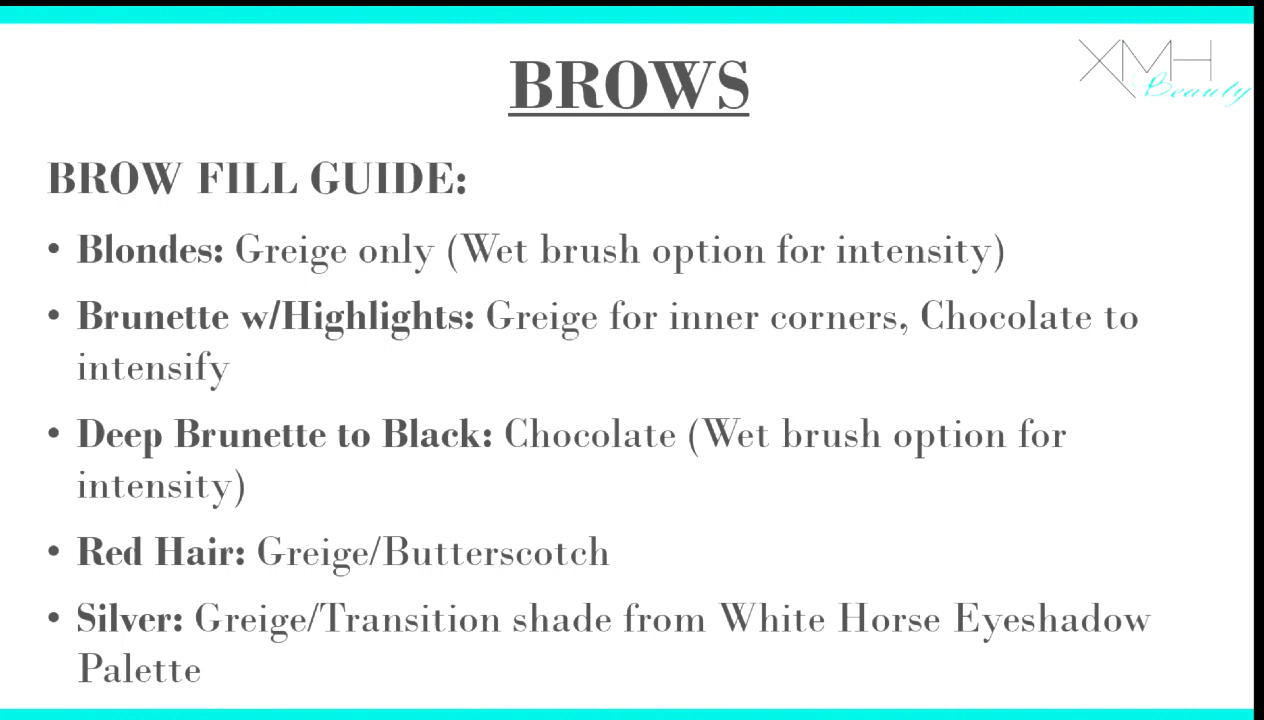 BROWS
XMH
Beauty
BROW FILL GUIDE:
• Blondes: Greige only (Wet brush option for intensity)
• Brunette w/Highlights: Greige for inner corners, Chocolate to
intensify
• Deep Brunette to Black: Chocolate (Wet brush option for
intensity)
• Red Hair: Greige/Butterscotch
• Silver: Greige/Transition shade from White Horse Eyeshadow
Palette